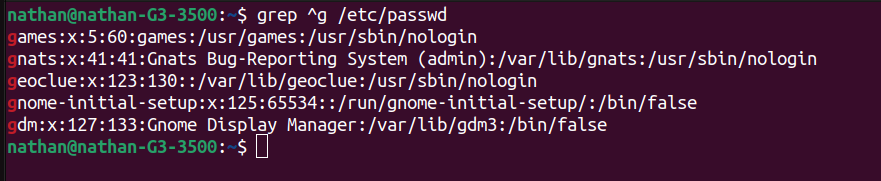 nathan@nathan-G3-3500:~$ grep ^g /etc/passwd
games:x:5:60:games:/usr/games:/usr/sbin/nologin
gnats:x:41:41:Gnats Bug-Reporting System (admin):/var/lib/gnats:/usr/sbin/nologin
geoclue:x:123:130::/var/lib/geoclue:/usr/sbin/nologin
gnome-initial-setup:x:125:65534::/run/gnome-initial-setup/:/bin/false
gdm:x:127:133:Gnome Display Manager:/var/lib/gdm3:/bin/false
nathan@nathan-G3-3500:~$